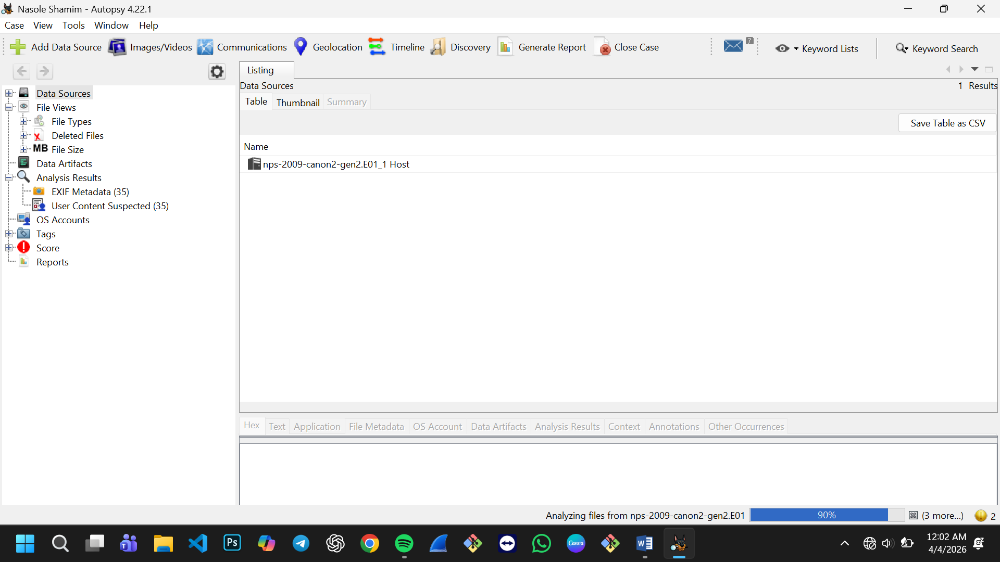 Nasole Shamim - Autopsy 4.22.1
Case View Tools Window Help
Add Data Source Images/Videos Communications Geolocation Timeline Discovery Generate Report Close Case 7 Keyword Lists Keyword Search
Listing
Data Sources 1 Results
Table Thumbnail Summary
Save Table as CSV
Name
nps-2009-canon2-gen2.E01_1 Host
Data Sources
File Views
File Types
Deleted Files
MB File Size
Data Artifacts
Analysis Results
EXIF Metadata (35)
User Content Suspected (35)
OS Accounts
Tags
Score
Reports
Hex Text Application File Metadata OS Account Data Artifacts Analysis Results Context Annotations Other Occurrences
Analyzing files from nps-2009-canon2-gen2.E01 90% (3 more...) 2
T
Ps
Canva
W
12:02 AM
4/4/2026